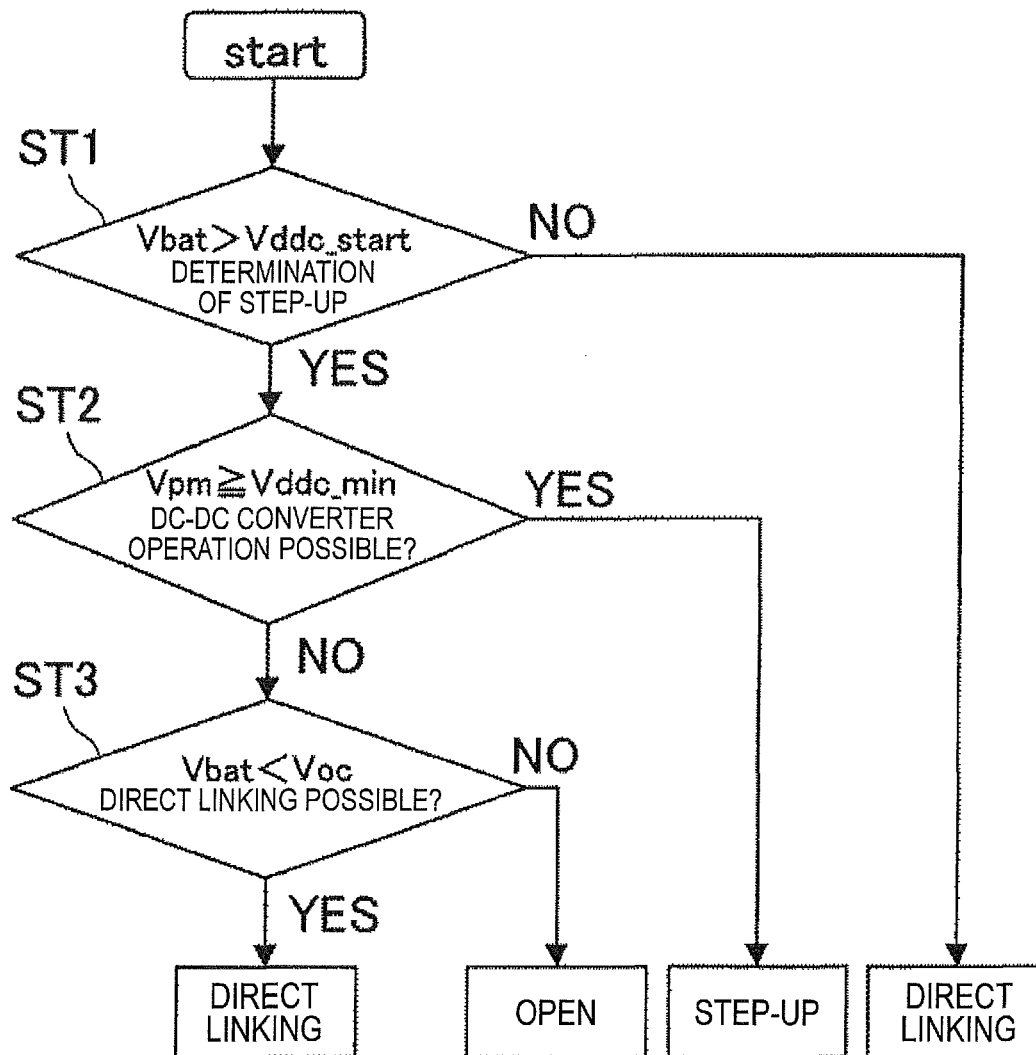 start
ST1
Vbat＞Vddc_start
DETERMINATION
OF STEP-UP
NO
YES
ST2
Vpm≧Vddc_min
DC-DC CONVERTER
OPERATION POSSIBLE?
YES
NO
ST3
Vbat＜Voc
DIRECT LINKING POSSIBLE?
NO
YES
DIRECT
LINKING
OPEN
STEP-UP
DIRECT
LINKING